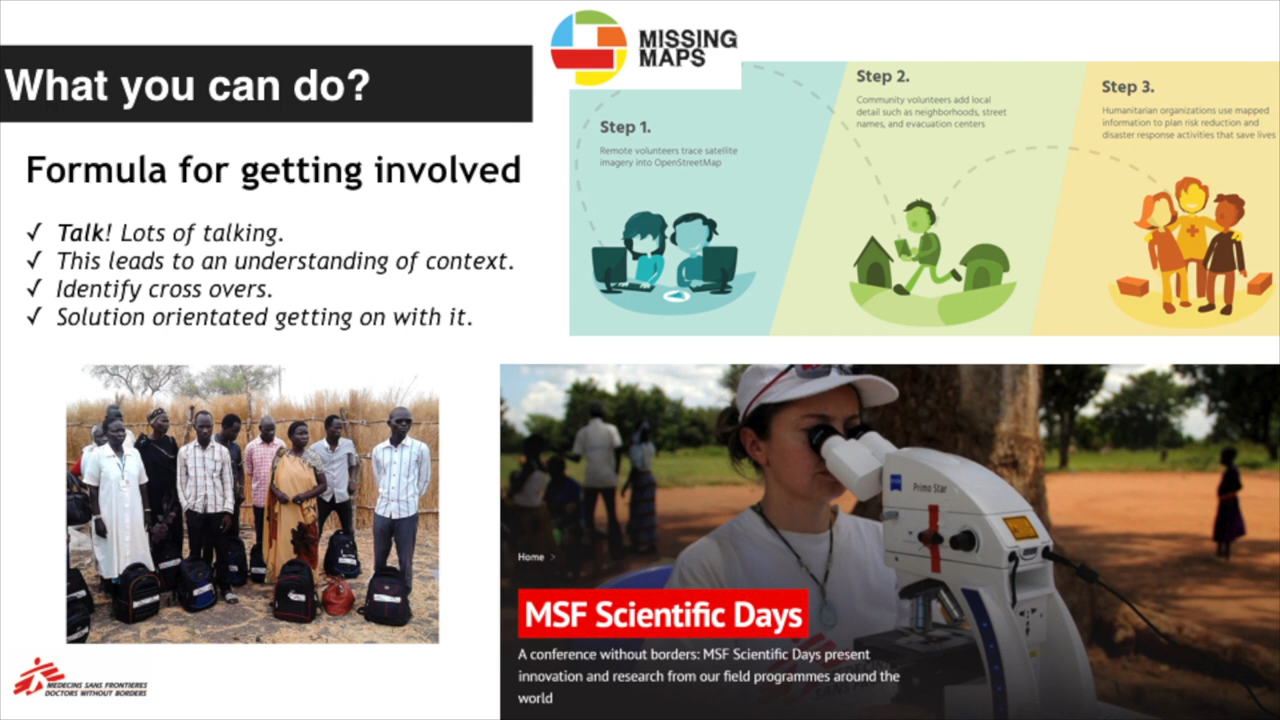 What you can do?
Formula for getting involved
✓ Talk! Lots of talking.
✓ This leads to an understanding of context.
✓ Identify cross overs.
✓ Solution orientated getting on with it.
MISSING
MAPS
Step 1.
Remote volunteers trace satellite
imagery into OpenStreetMap
Step 2.
Community volunteers add local
detail such as neighborhoods, street
names, and evacuation centers
Step 3.
Humanitarian organizations use mapped
information to plan risk reduction and
disaster response activities that save lives
MEDECINS SANS FRONTIERES
DOCTORS WITHOUT BORDERS
Primo Star
Home >
MSF Scientific Days
A conference without borders: MSF Scientific Days present
innovation and research from our field programmes around the
world